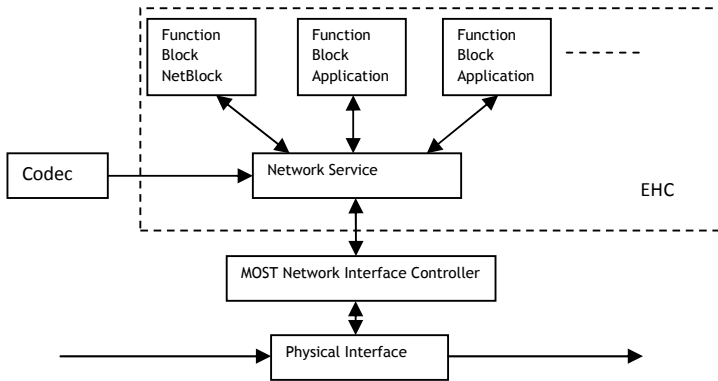 Function
Block
NetBlock
Function
Block
Application
Function
Block
Application
Codec
Network Service
EHC
MOST Network Interface Controller
Physical Interface